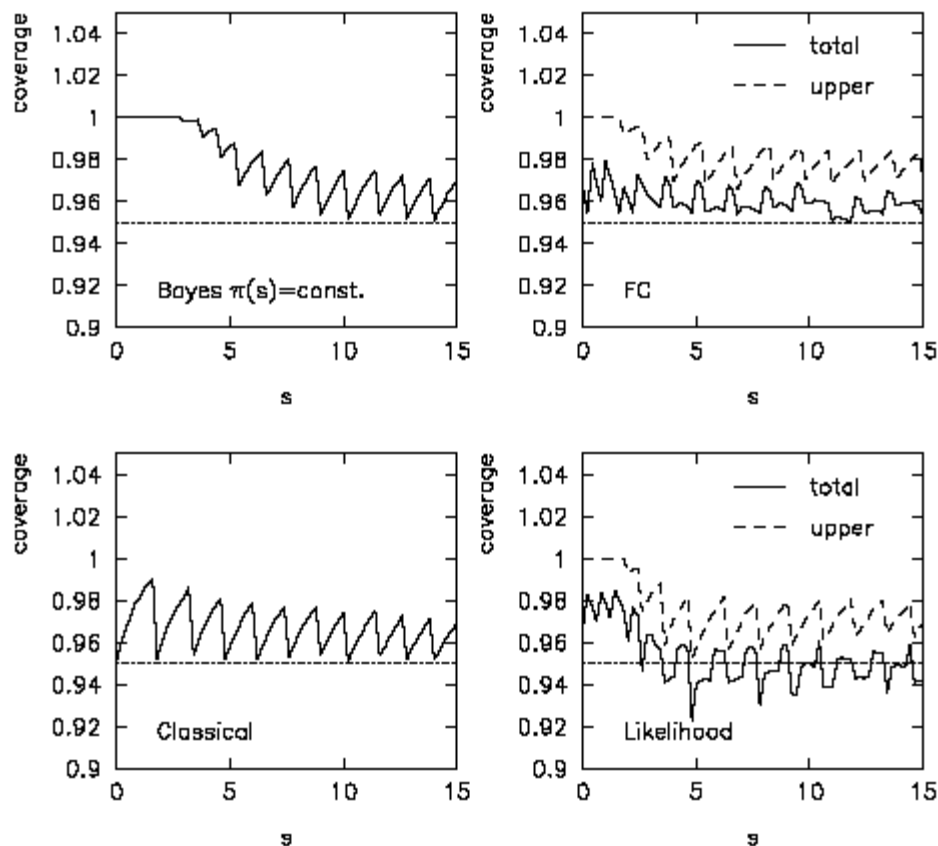 coverage
1.04
1.02
1
0.98
0.96
0.94
0.92
0.9
Bayes π(s)=const.
0 5 10 15
s
coverage
1.04
1.02
1
0.98
0.96
0.94
0.92
0.9
total
upper
FC
0 5 10 15
s
coverage
1.04
1.02
1
0.98
0.96
0.94
0.92
0.9
Classical
0 5 10 15
s
coverage
1.04
1.02
1
0.98
0.96
0.94
0.92
0.9
total
upper
Likelihood
0 5 10 15
s